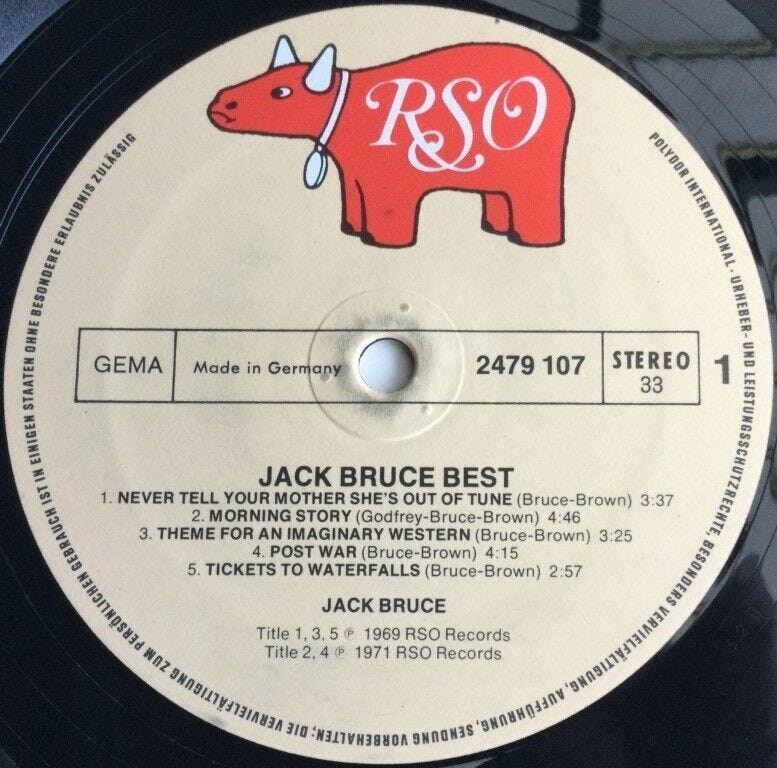 RSO
GEMA
Made in Germany
2479 107
STEREO
33
1
JACK BRUCE BEST
1. NEVER TELL YOUR MOTHER SHE'S OUT OF TUNE (Bruce-Brown) 3:37
2. MORNING STORY (Godfrey-Bruce-Brown) 4:46
3. THEME FOR AN IMAGINARY WESTERN (Bruce-Brown) 3:25
4. POST WAR (Bruce-Brown) 4:15
5. TICKETS TO WATERFALLS (Bruce-Brown) 2:57
JACK BRUCE
Title 1, 3, 5 ℗ 1969 RSO Records
Title 2, 4 ℗ 1971 RSO Records
POLYDOR INTERNATIONAL · URHEBER- UND LEISTUNGSSCHUTZRECHTE, BESONDERS VERVIELFÄLTIGUNG, AUFFÜHRUNG, SENDUNG VORBEHALTEN; DIE VERVIELFÄLTIGUNG ZUM PERSÖNLICHEN GEBRAUCH IST IN EINIGEN STAATEN OHNE BESONDERE ERLAUBNIS ZULÄSSIG